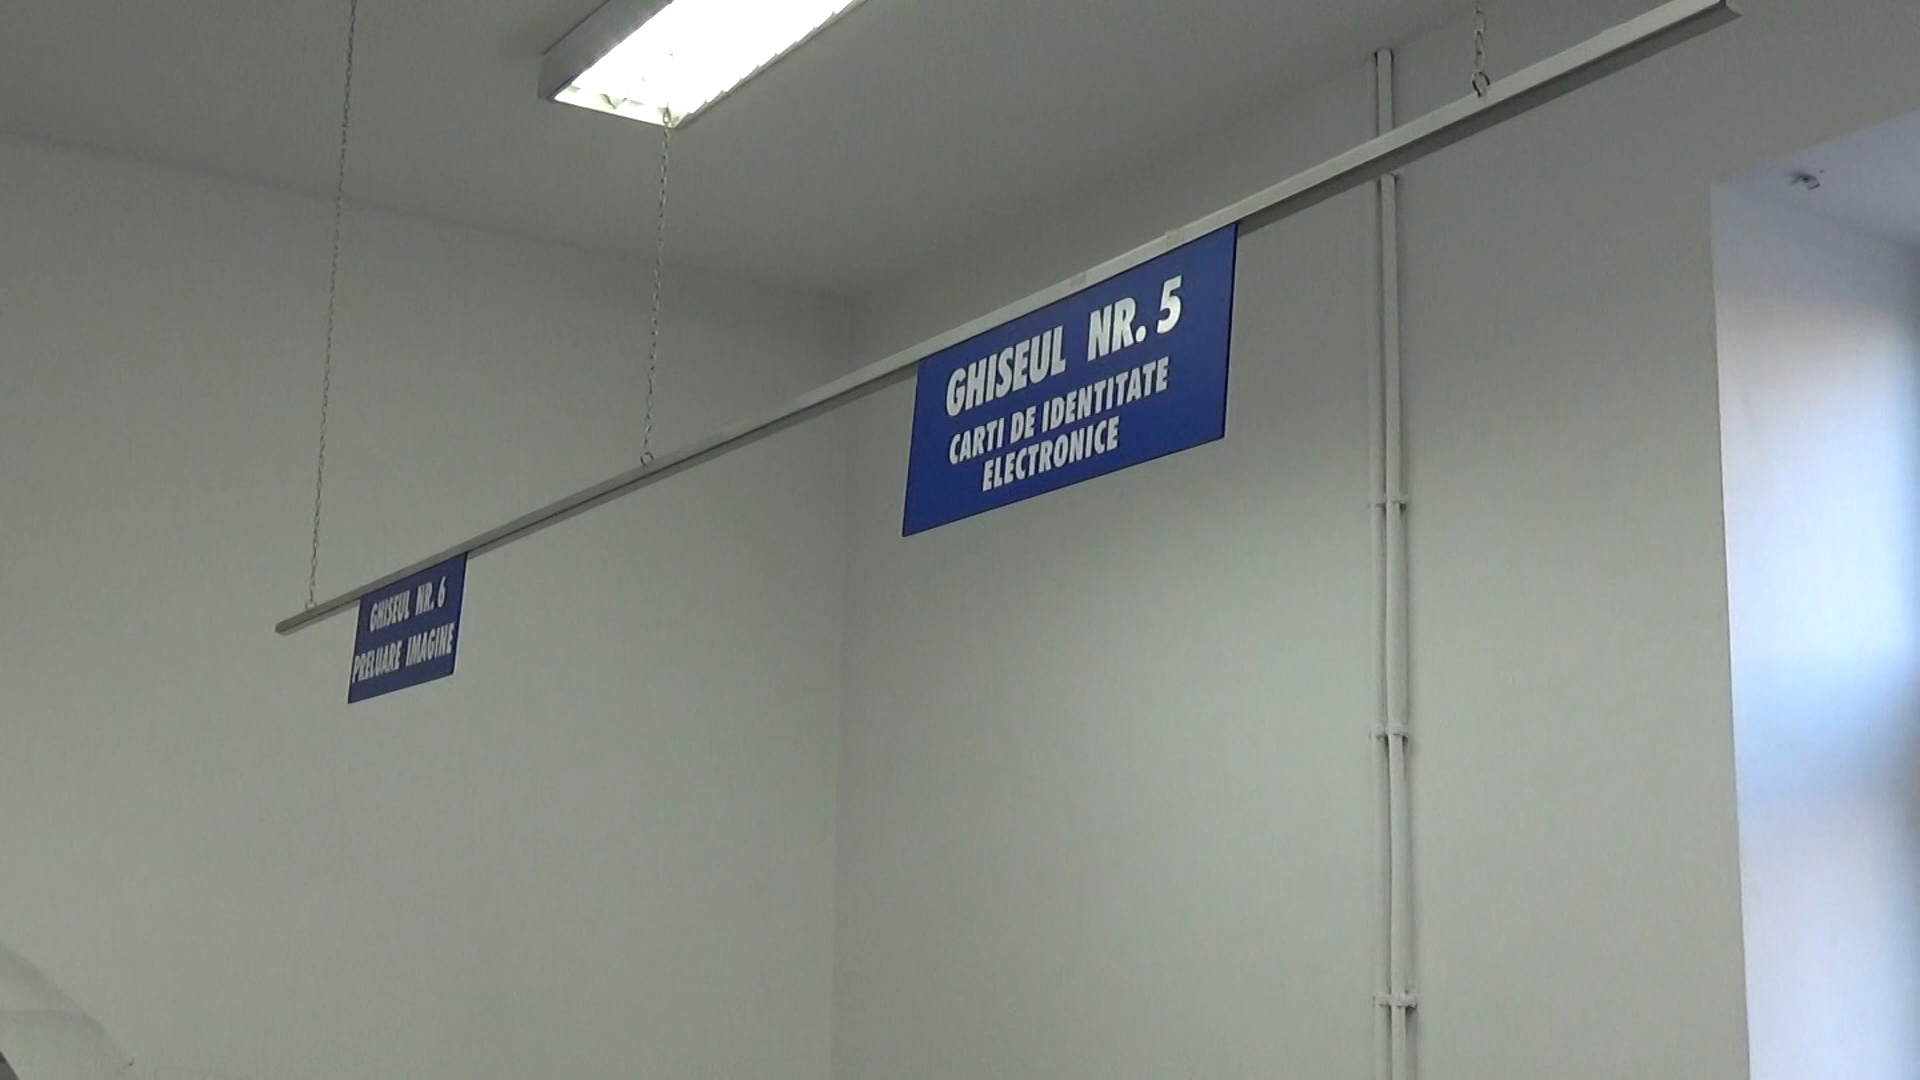 GHISEUL NR. 5
CARTI DE IDENTITATE
ELECTRONICE
GHISEUL NR. 6
PRELUARE IMAGINE